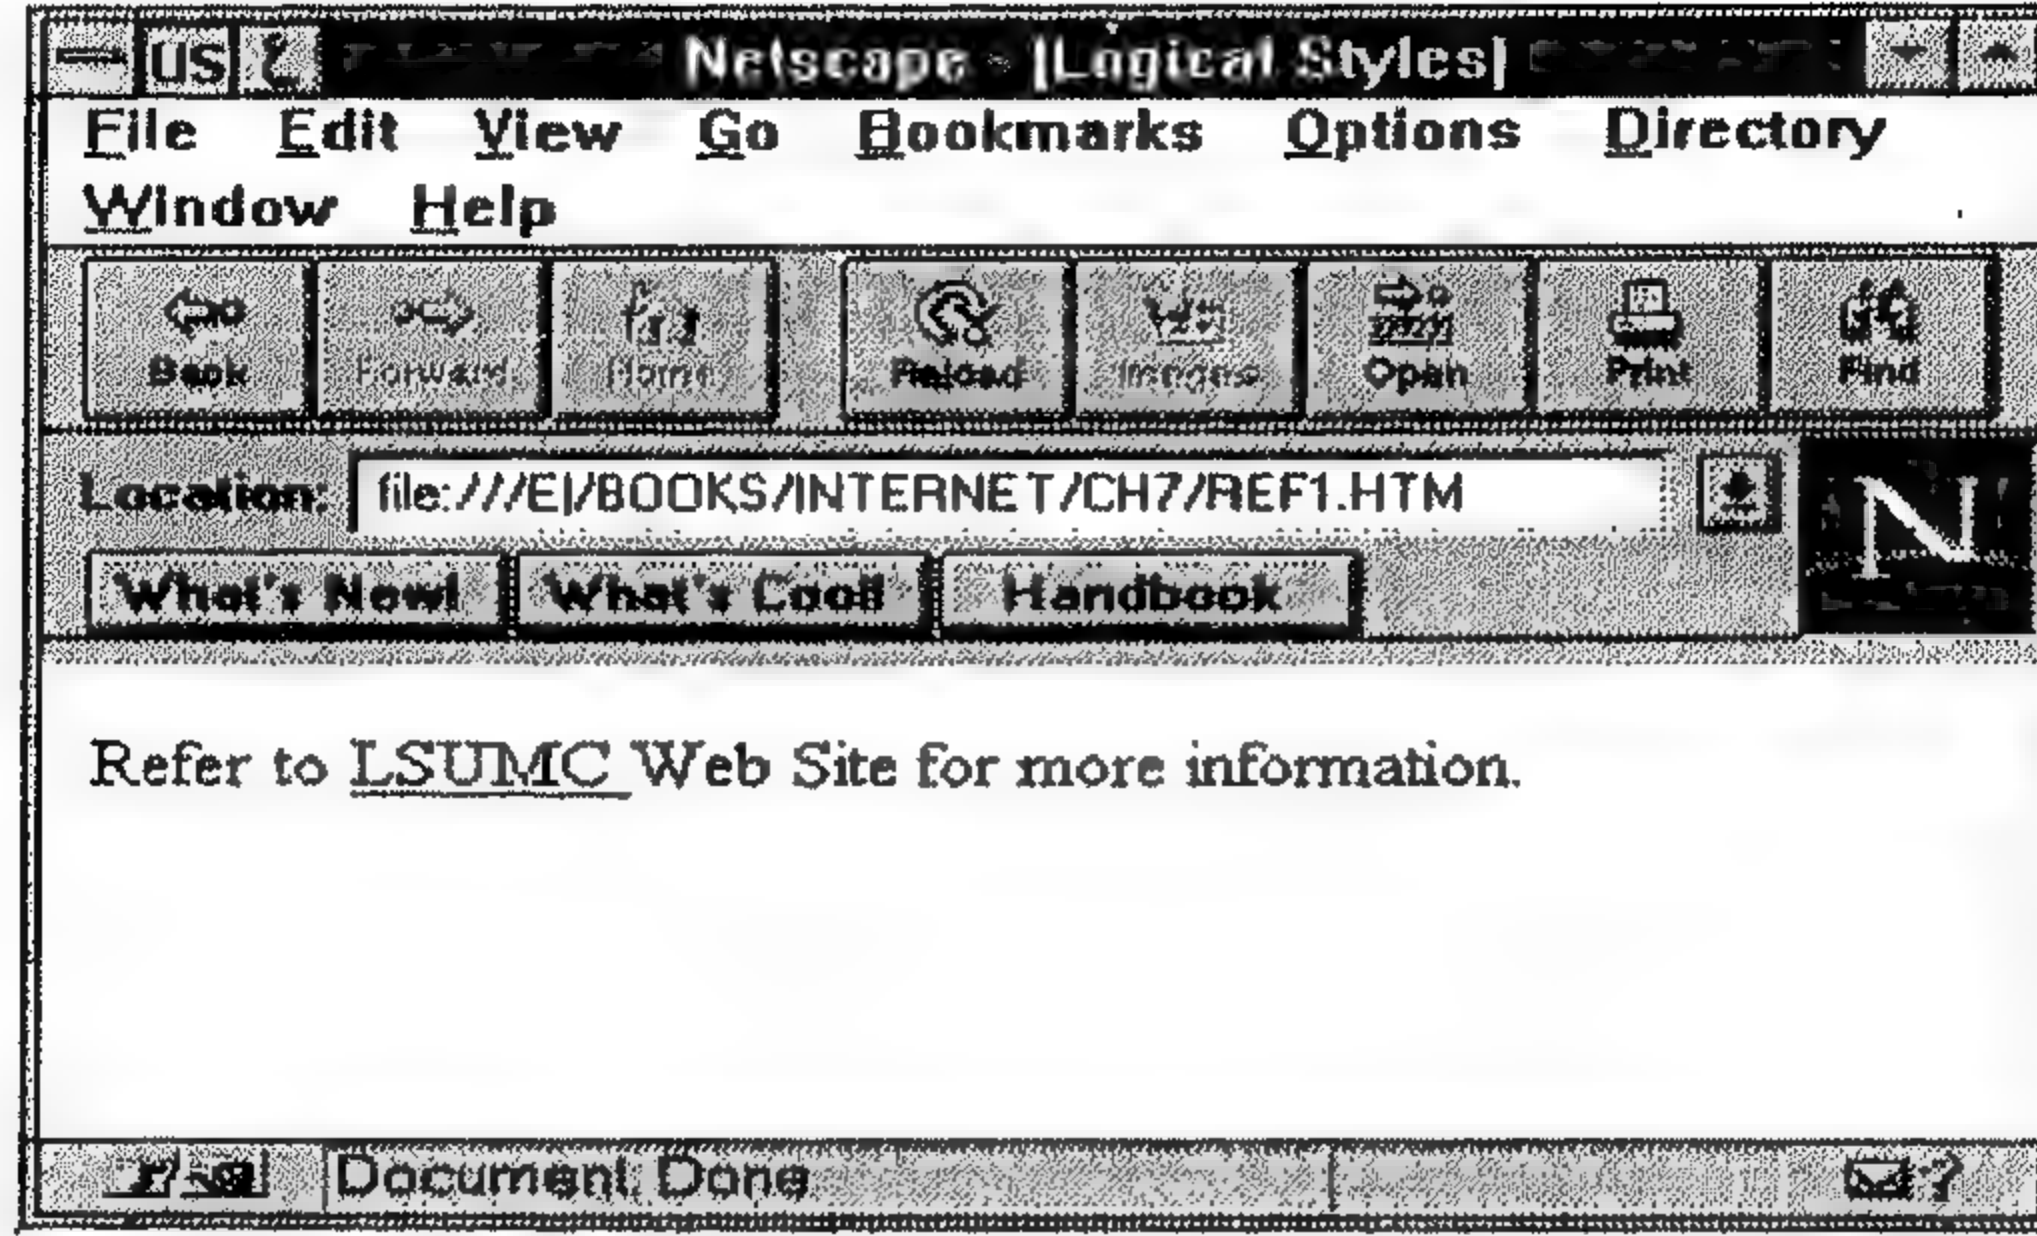 US Netscape - [Logical Styles]
File Edit View Go Bookmarks Options Directory
Window Help
Back Forward Home Reload Images Open Print Find
Location: file:///E|/BOOKS/INTERNET/CH7/REF1.HTM
N
What's New! What's Cool! Handbook
Refer to LSUMC Web Site for more information.
Document: Done
?